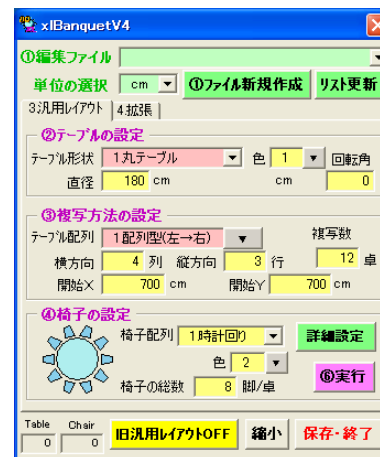 xlBanquetV4
①編集ファイル
単位の選択 cm ①ファイル新規作成 リスト更新
3汎用レイアウト 4拡張
②テーブルの設定
テーブル形状 1丸テーブル 色 1 回転角
直径 180 cm cm 0
③複写方法の設定
テーブル配列 1配列型(左→右) 複写数
横方向 4 列 縦方向 3 行 12 卓
開始X 700 cm 開始Y 700 cm
④椅子の設定
椅子配列 1時計回り 詳細設定
色 2
椅子の総数 8 脚/卓 ⑥実行
Table Chair
0 0 旧汎用レイアウトOFF 縮小 保存・終了